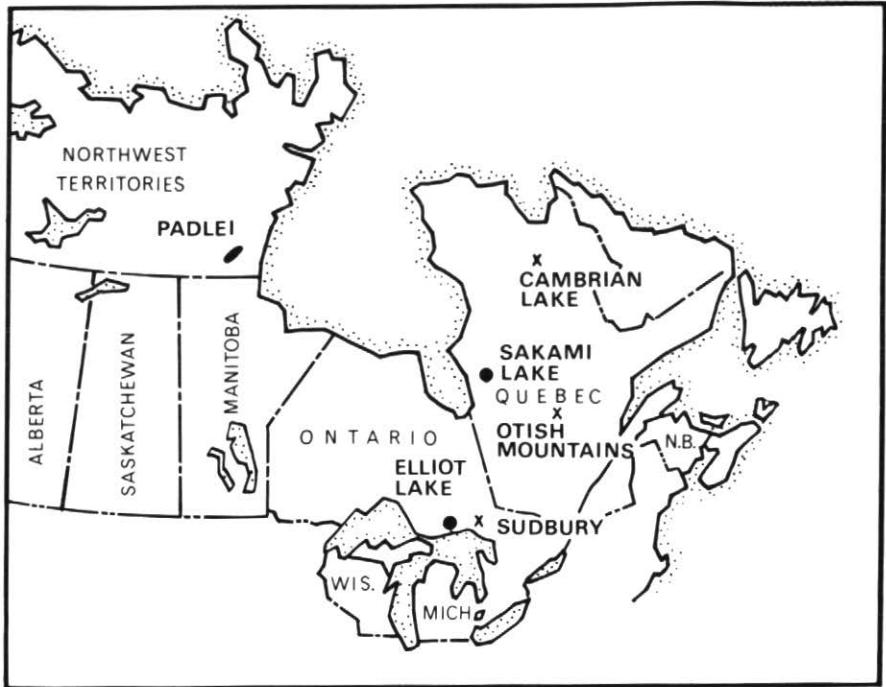 NORTHWEST
TERRITORIES
PADLEI
CAMBRIAN
LAKE
SAKAMI
LAKE
QUEBEC
OTISH
MOUNTAINS
N.B.
ALBERTA
SASKATCHEWAN
MANITOBA
ONTARIO
ELLIOT
LAKE
x SUDBURY
WIS.
MICH